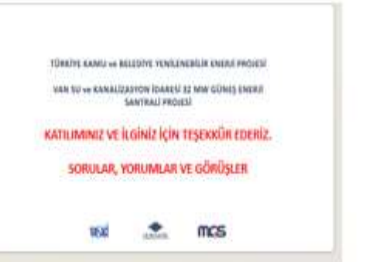 TÜRKİYE KAMU ve BELEDİYE YENİLENEBİLİR ENERJİ PROJESİ
VAN SU ve KANALİZASYON İDARESİ 32 MW GÜNEŞ ENERJİ
SANTRALİ PROJESİ
KATILIMINIZ VE İLGİNİZ İÇİN TEŞEKKÜR EDERİZ.
SORULAR, YORUMLAR VE GÖRÜŞLER
mgs